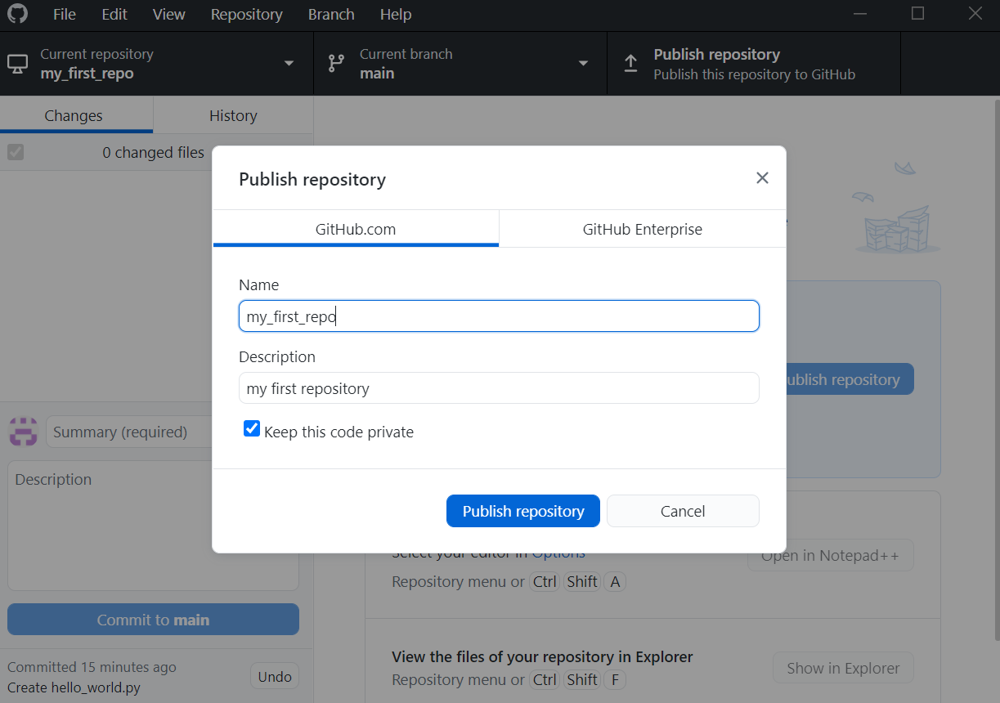 File Edit View Repository Branch Help
Current repository
my_first_repo
Current branch
main
Publish repository
Publish this repository to GitHub
Changes History
0 changed files
Publish repository
GitHub.com GitHub Enterprise
Name
my_first_repo
Description
my first repository
Keep this code private
Publish repository Cancel
ublish repository
Summary (required)
Description
Commit to main
Committed 15 minutes ago
Create hello_world.py
Undo
Select your editor in Options
Repository menu or Ctrl Shift A
Open in Notepad++
View the files of your repository in Explorer
Repository menu or Ctrl Shift F
Show in Explorer